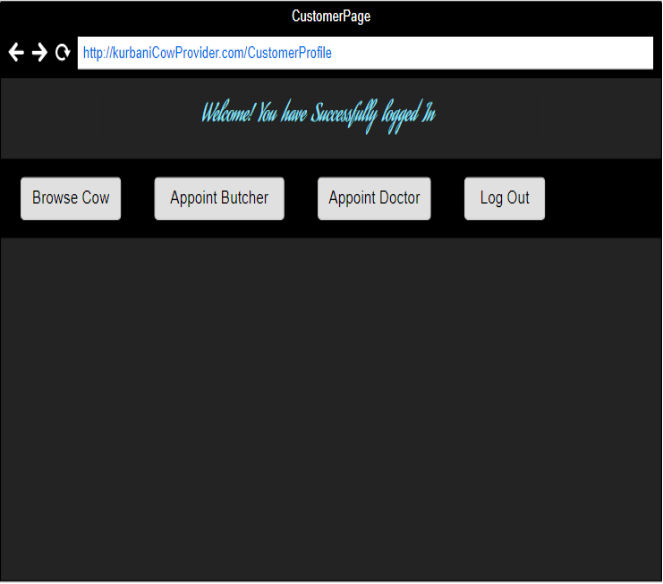 CustomerPage
http://kurbaniCowProvider.com/CustomerProfile
Welcome! You have Successfully logged In
Browse Cow Appoint Butcher Appoint Doctor Log Out